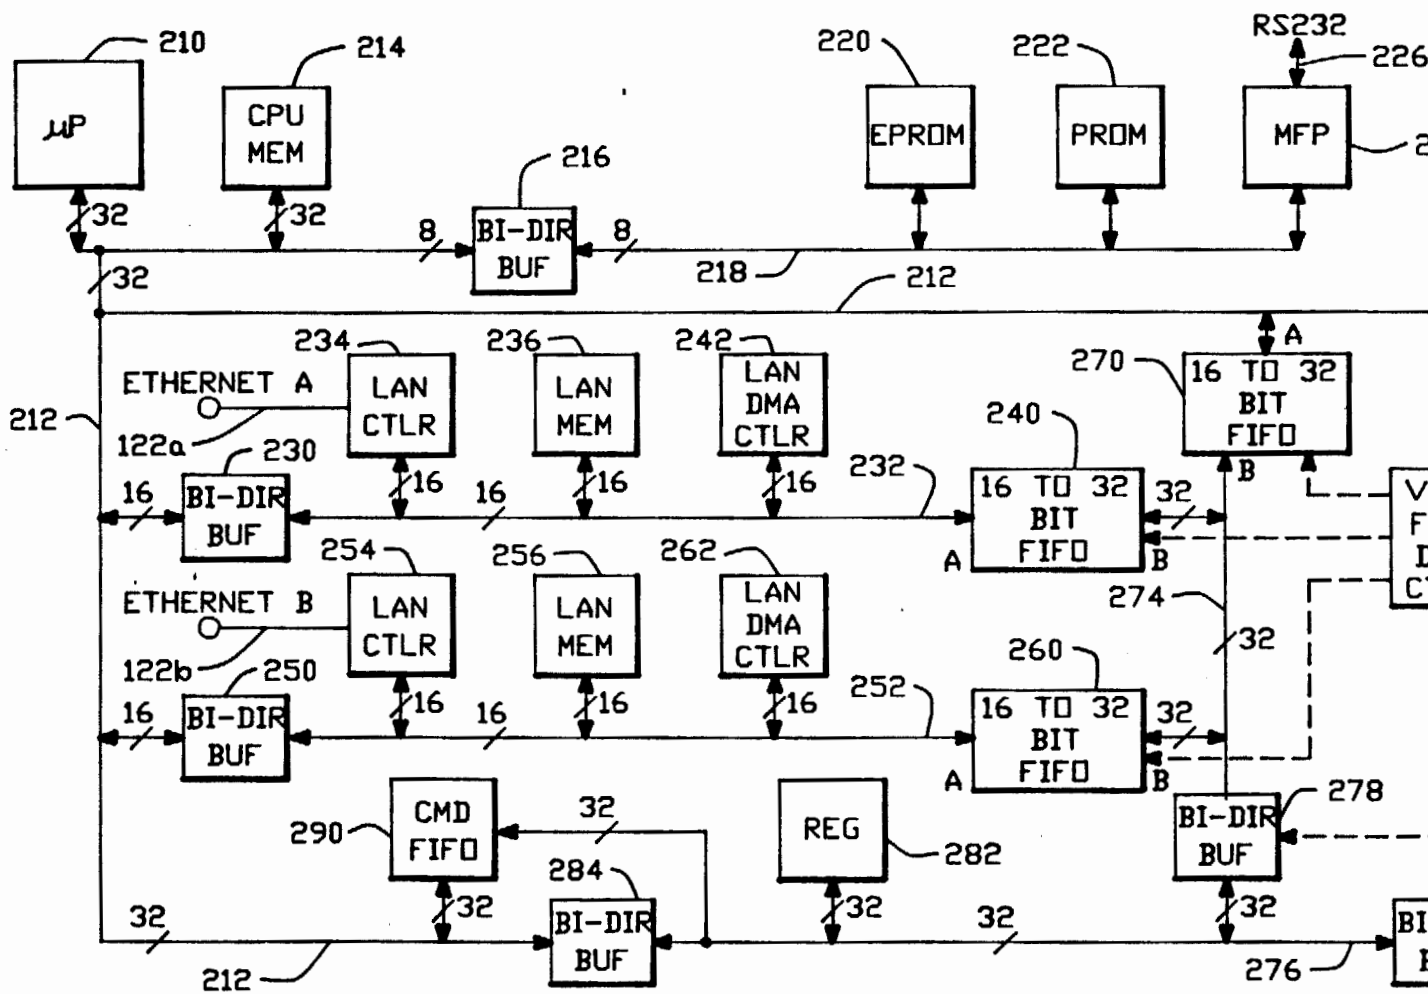 210
214
220
222
RS232
226
μP
CPU
MEM
216
EPROM
PROM
MFP
2
32
32
8
BI-DIR
BUF
8
218
32
212
234
236
242
A
270
16 TO 32
BIT
FIFO
B
ETHERNET A
LAN
CTLR
LAN
MEM
LAN
DMA
CTLR
240
212
122a
230
16
16
16
232
16
BI-DIR
BUF
16
16 TO 32
BIT
FIFO
A
B
32
V
F
D
C
254
256
262
274
ETHERNET B
LAN
CTLR
LAN
MEM
LAN
DMA
CTLR
32
122b
250
16
16
16
252
260
16
BI-DIR
BUF
16
16 TO 32
BIT
FIFO
A
B
32
278
290
CMD
FIFO
32
REG
282
BI-DIR
BUF
284
32
32
32
32
BI-DIR
BUF
32
BI
212
276